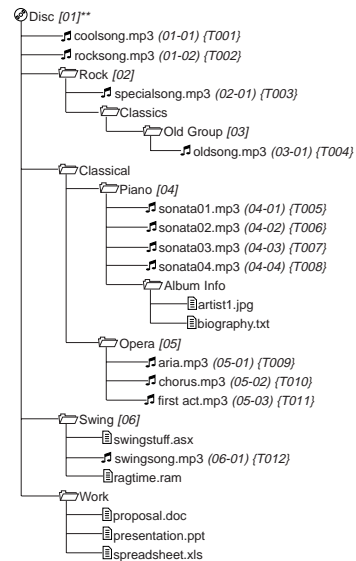 Disc [01]**
coolsong.mp3 (01-01) {T001}
rocksong.mp3 (01-02) {T002}
Rock [02]
specialsong.mp3 (02-01) {T003}
Classics
Old Group [03]
oldsong.mp3 (03-01) {T004}
Classical
Piano [04]
sonata01.mp3 (04-01) {T005}
sonata02.mp3 (04-02) {T006}
sonata03.mp3 (04-03) {T007}
sonata04.mp3 (04-04) {T008}
Album Info
artist1.jpg
biography.txt
Opera [05]
aria.mp3 (05-01) {T009}
chorus.mp3 (05-02) {T010}
first act.mp3 (05-03) {T011}
Swing [06]
swingstuff.asx
swingsong.mp3 (06-01) {T012}
ragtime.ram
Work
proposal.doc
presentation.ppt
spreadsheet.xls